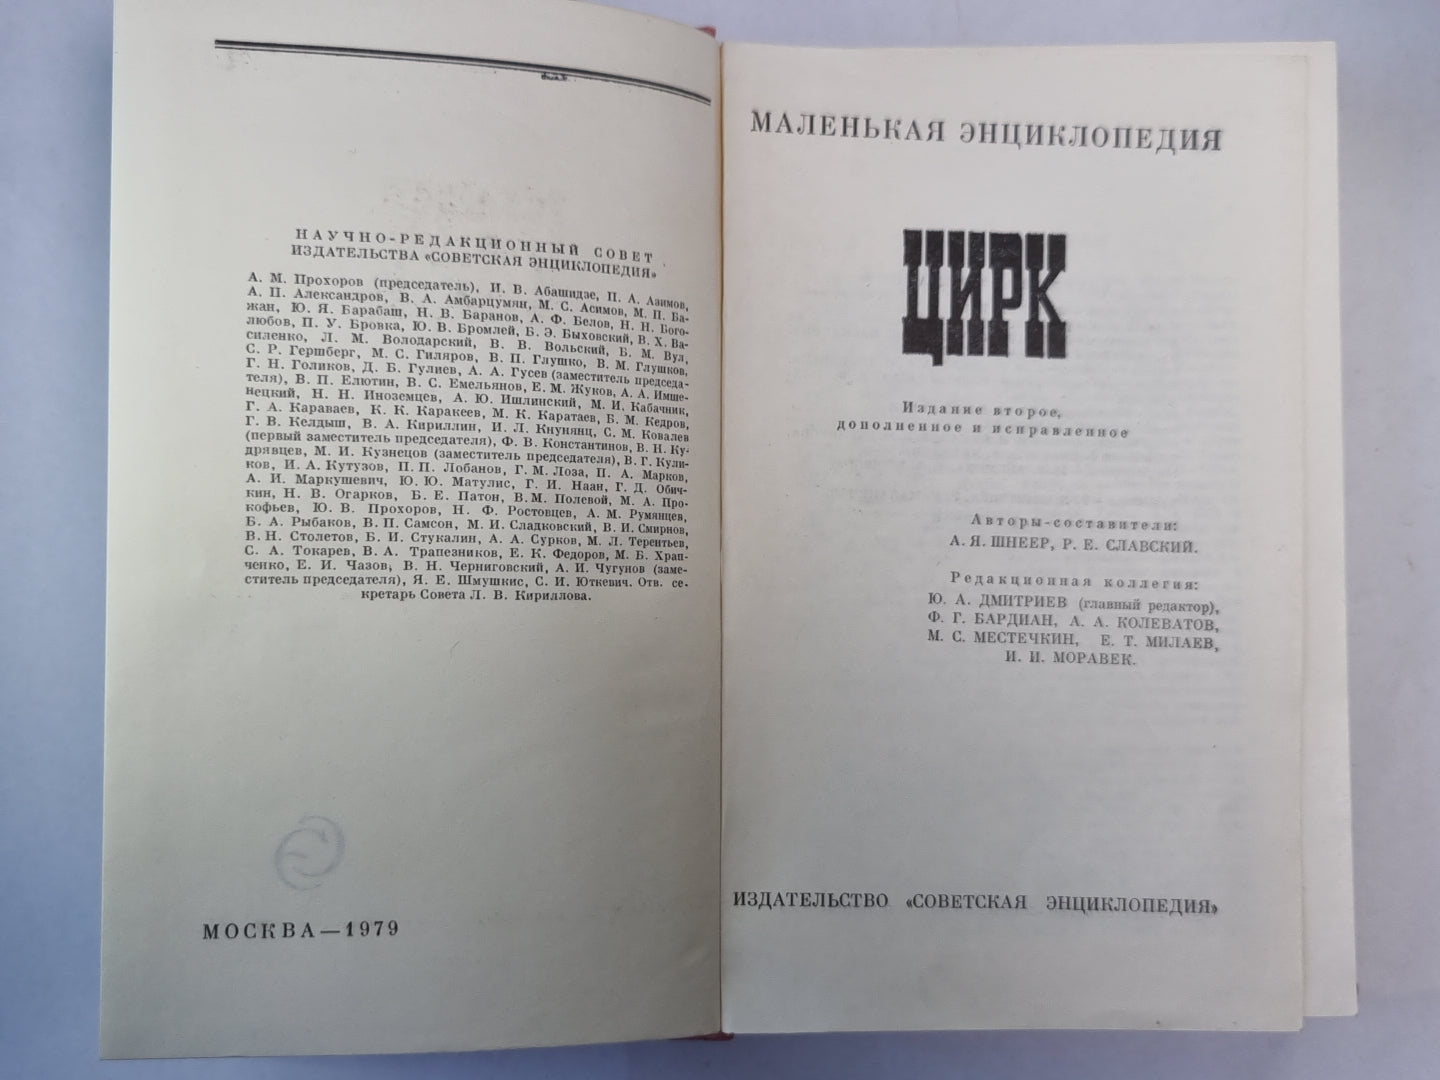 НАУЧНО-РЕДАКЦИОННЫЙ СОВЕТ
ИЗДАТЕЛЬСТВА «СОВЕТСКАЯ ЭНЦИКЛОПЕДИЯ»
А. М. Прохоров (председатель), И. В. Абашидзе, П. А. Азимов,
А. П. Александров, В. А. Амбарцумян, М. С. Асимов, М. П. Ба-
жан, Ю. Я. Барабаш, Н. В. Баранов, А. Ф. Белов, Н. Н. Бого-
любов, П. У. Бровка, Ю. В. Бромлей, Б. Э. Быховский, В. Х. Ва-
силенко, Л. М. Володарский, В. В. Вольский, Б. М. Вул,
С. Р. Гершберг, М. С. Гиляров, В. П. Глушко, В. М. Глушков,
Г. Н. Голиков, Д. Б. Гулиев, А. А. Гусев (заместитель председа-
теля), В. П. Елютин, В. С. Емельянов, Е. М. Жуков, А. А. Имше-
нецкий, Н. Н. Иноземцев, А. Ю. Ишлинский, М. И. Кабачник,
Г. А. Караваев, К. К. Каракеев, М. К. Каратаев, Б. М. Кедров,
Г. В. Келдыш, В. А. Кириллин, И. Л. Кнунянц, С. М. Ковалев
(первый заместитель председателя), Ф. В. Константинов, В. Н. Ку-
дрявцев, М. И. Кузнецов (заместитель председателя), В. Г. Кули-
ков, И. А. Кутузов, П. П. Лобанов, Г. М. Лоза, П. А. Марков,
А. И. Маркушевич, Ю. Ю. Матулис, Г. И. Наан, Г. Д. Обич-
кин, Н. В. Огарков, Б. Е. Патон, В. М. Полевой, М. А. Про-
кофьев, Ю. В. Прохоров, Н. Ф. Ростовцев, А. М. Румянцев,
Б. А. Рыбаков, В. П. Самсон, М. И. Сладковский, В. И. Смирнов,
В. Н. Столетов, Б. И. Стукалин, А. А. Сурков, М. Л. Терентьев,
С. А. Токарев, В. А. Трапезников, Е. К. Федоров, М. Б. Храп-
ченко, Е. И. Чазов, В. Н. Черниговский, А. И. Чугунов (заме-
ститель председателя), Я. Е. Шмушкис, С. И. Юткевич. Отв. се-
кретарь Совета Л. В. Кириллова.
МОСКВА—1979
МАЛЕНЬКАЯ ЭНЦИКЛОПЕДИЯ
ЦИРК
Издание второе,
дополненное и исправленное
Авторы-составители:
А. Я. ШНЕЕР, Р. Е. СЛАВСКИЙ.
Редакционная коллегия:
Ю. А. ДМИТРИЕВ (главный редактор),
Ф. Г. БАРДИАН, А. А. КОЛЕВАТОВ,
М. С. МЕСТЕЧКИН, Е. Т. МИЛАЕВ,
И. И. МОРАВЕК.
ИЗДАТЕЛЬСТВО «СОВЕТСКАЯ ЭНЦИКЛОПЕДИЯ»